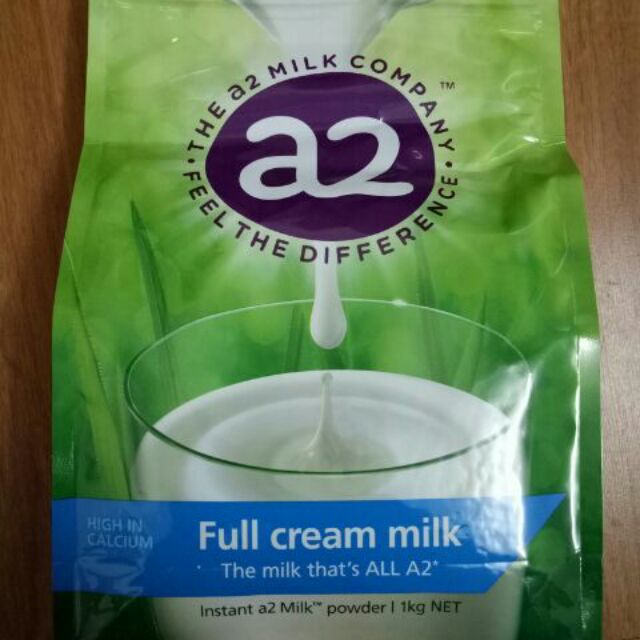 THE a2 MILK COMPANY™
a2
• FEEL THE DIFFERENCE •
HIGH IN
CALCIUM
Full cream milk
The milk that's ALL A2*
Instant a2 Milk™ powder | 1kg NET